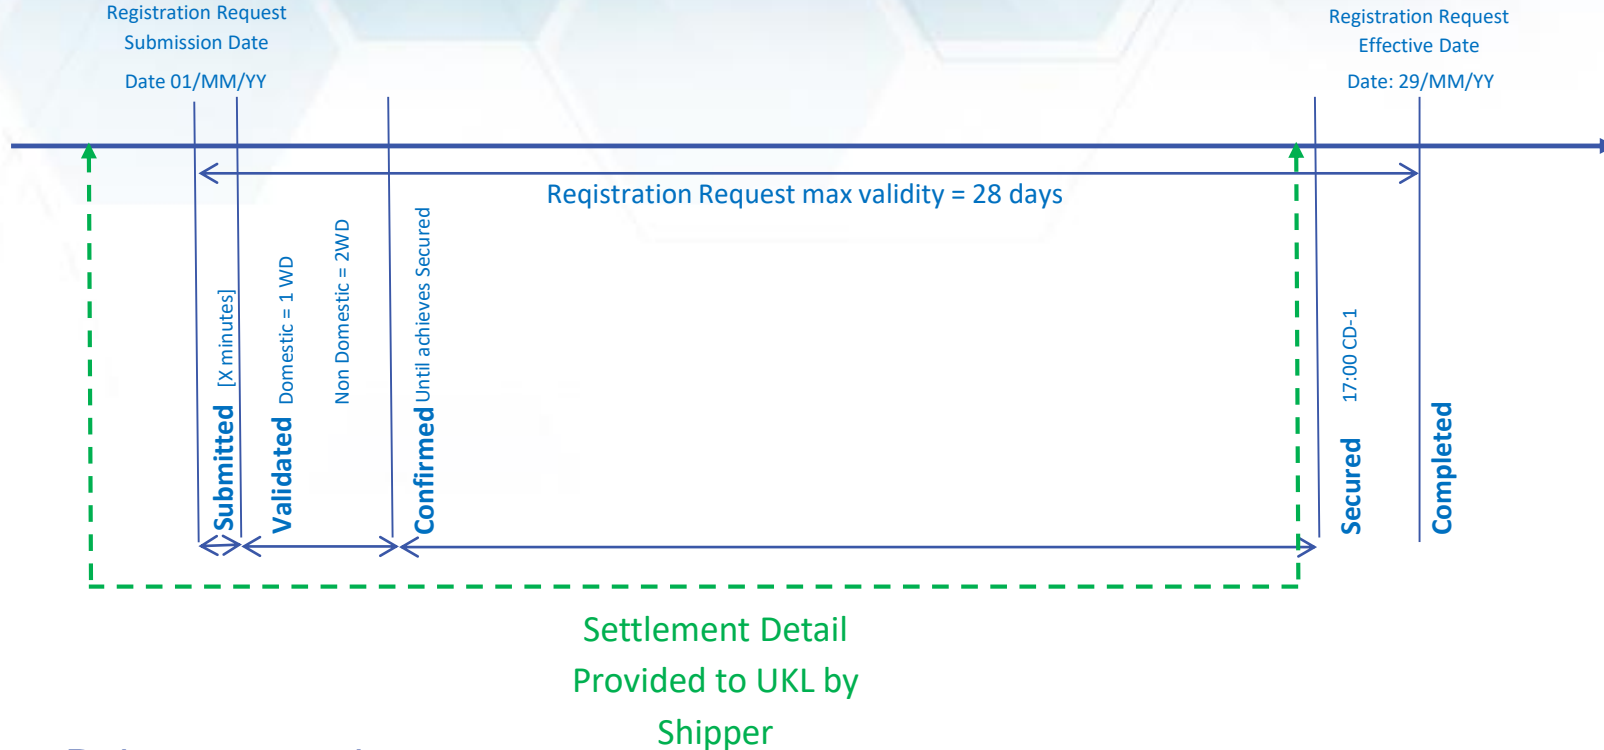 Registration Request
Submission Date
Date 01/MM/YY
Registration Request
Effective Date
Date: 29/MM/YY
Registration Request max validity = 28 days
Submitted [X minutes]
Validated Domestic = 1 WD
Non Domestic = 2WD
Confirmed Until achieves Secured
Secured 17:00 CD-1
Completed
Settlement Detail
Provided to UKL by
Shipper